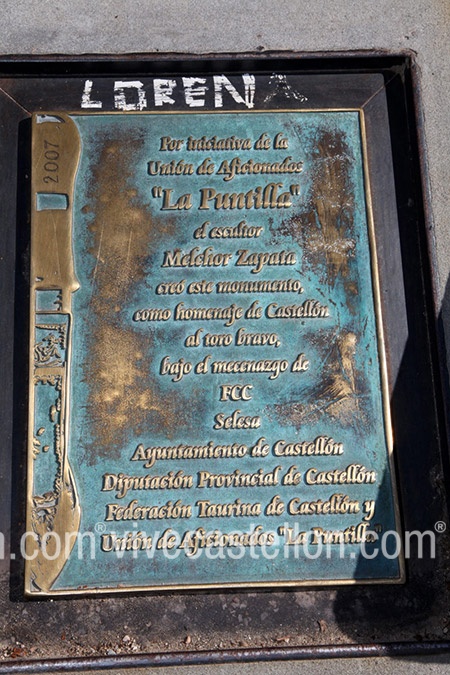 LORENA
2007
Por iniciativa de la
Unión de Aficionados
"La Puntilla"
el escultor
Melchor Zapata
creó este monumento,
como homenaje de Castellón
al toro bravo,
bajo el mecenazgo de
FCC
Selesa
Ayuntamiento de Castellón
Diputación Provincial de Castellón
Federación Taurina de Castellón y
Unión de Aficionados "La Puntilla"
n.com® vivecastellon.com®